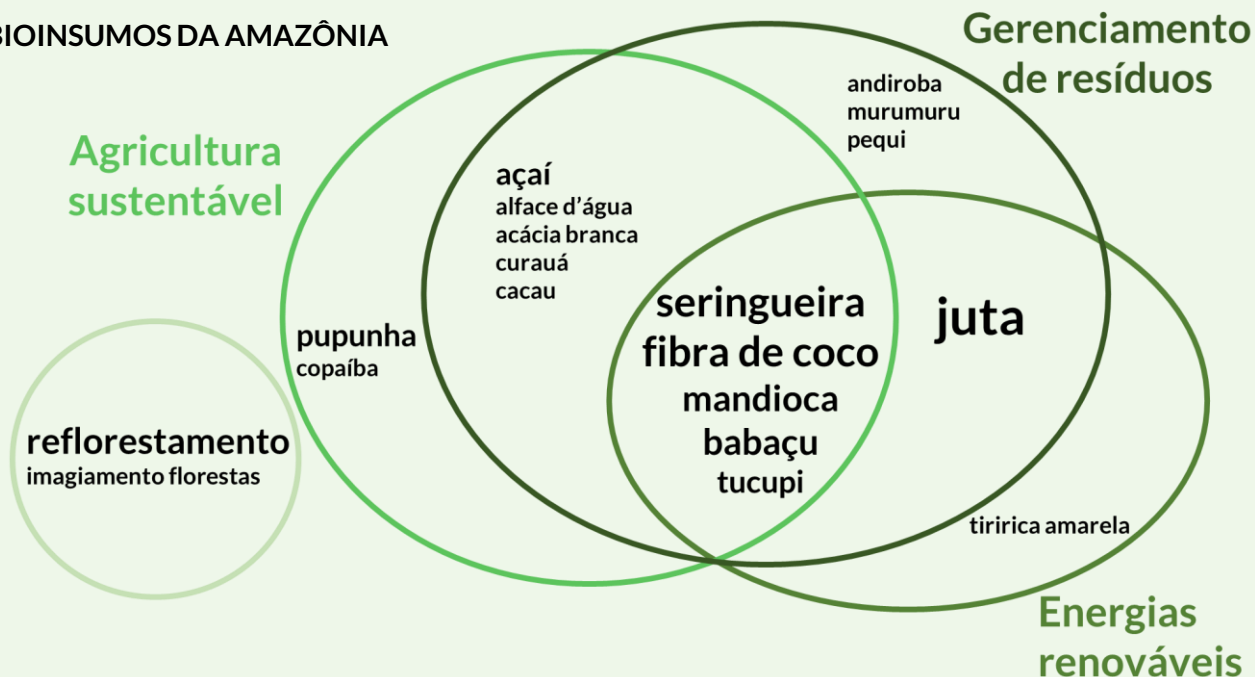 BIOINSUMOS DA AMAZÔNIA
Gerenciamento
de resíduos
andiroba
murumuru
pequi
Agricultura
sustentável
açaí
alface d’água
acácia branca
curauá
cacau
seringueira
fibra de coco
mandioca
babaçu
tucupi
juta
pupunha
copaíba
reflorestamento
imagiamento florestas
tiririca amarela
Energias
renováveis